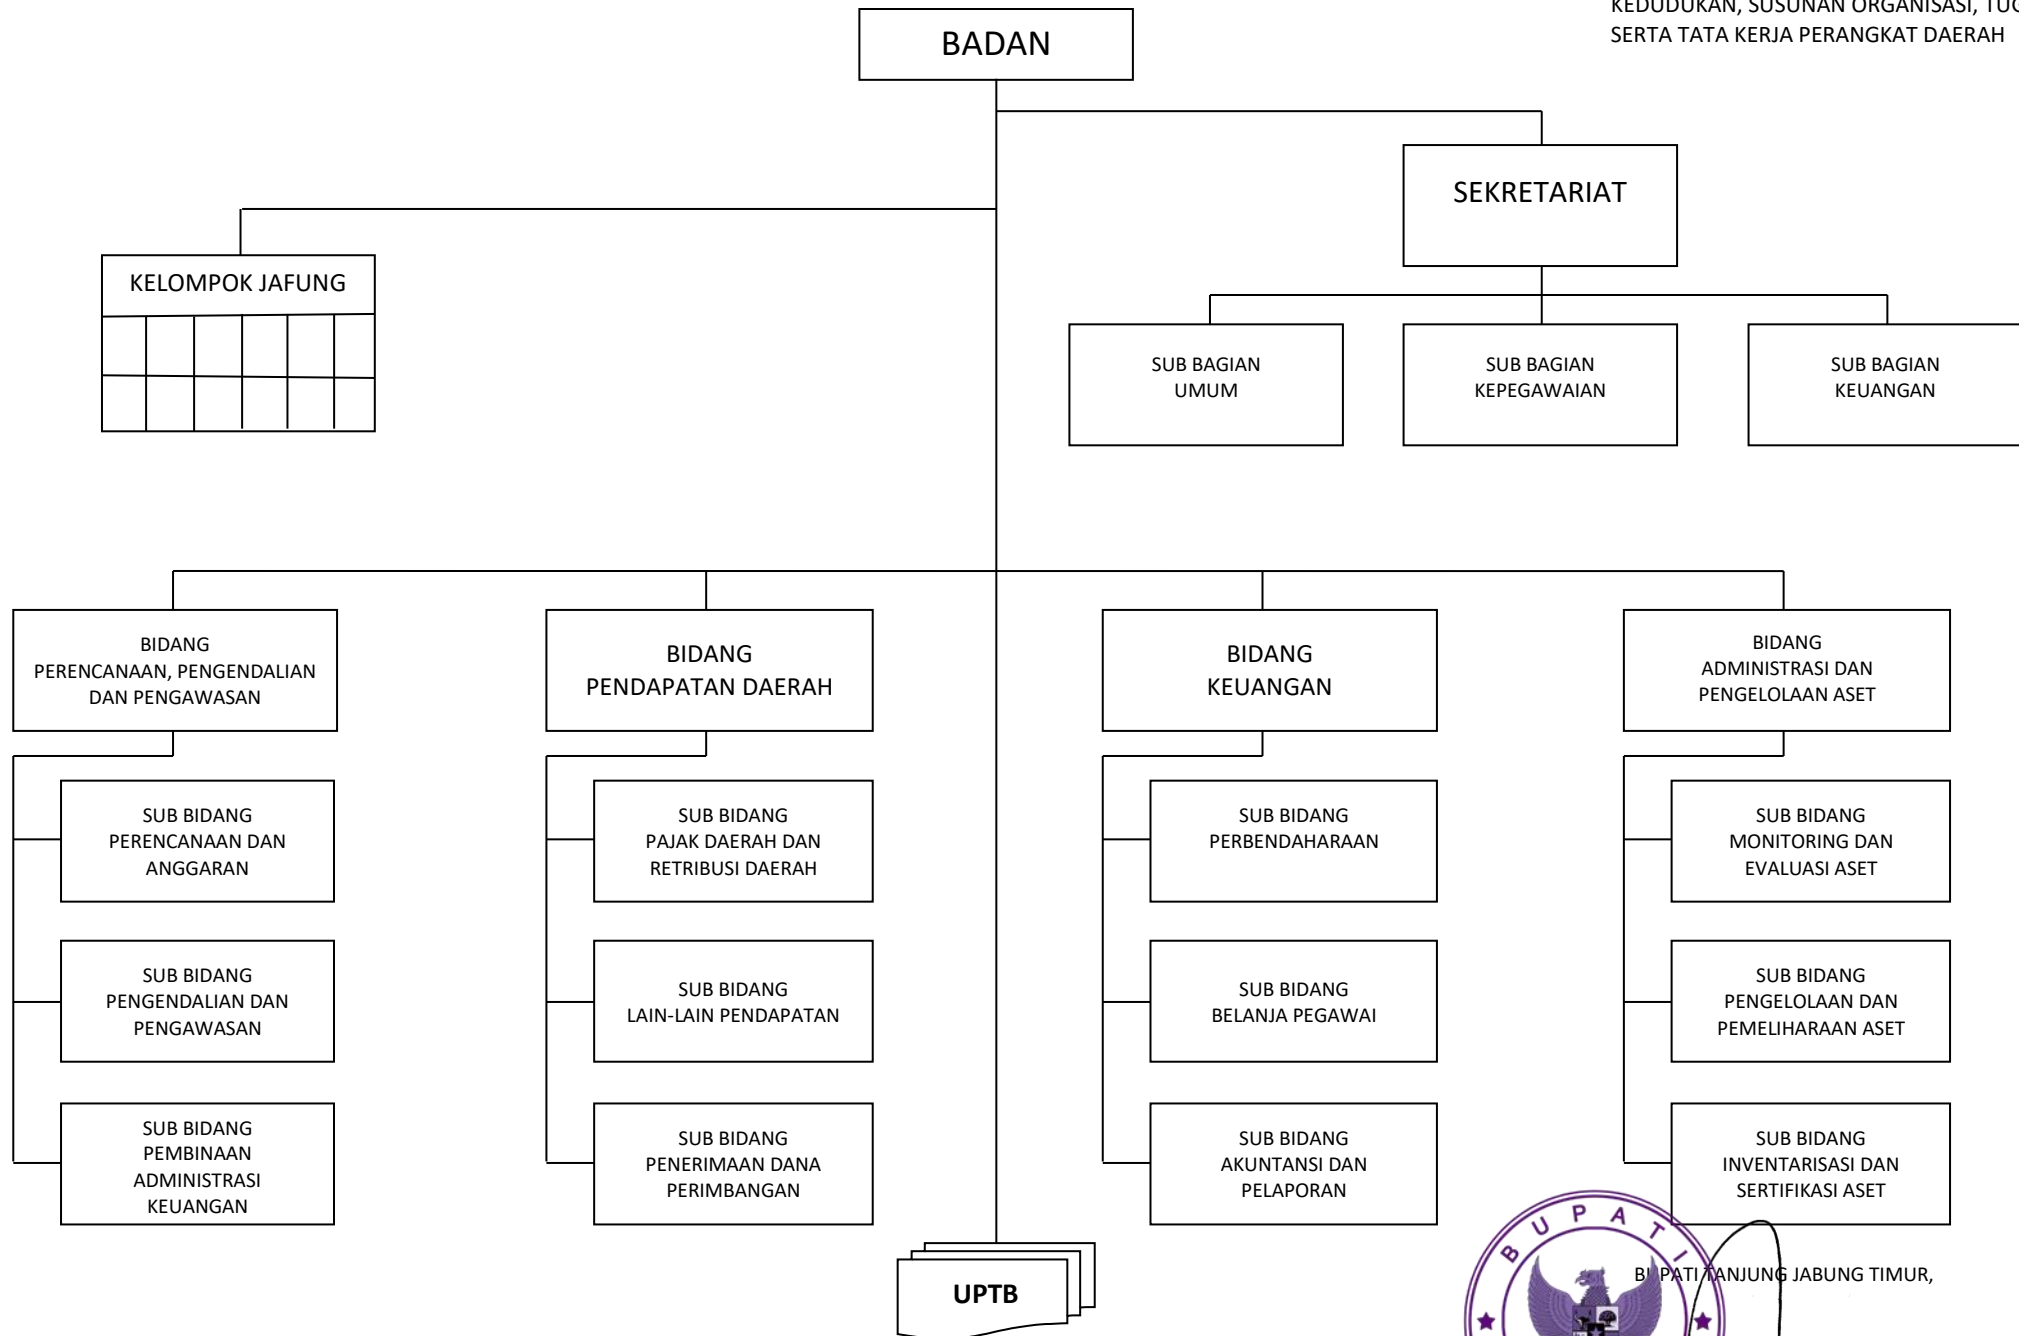 KEDUDUKAN, SUSUNAN ORGANISASI, TUG
SERTA TATA KERJA PERANGKAT DAERAH
BADAN
SEKRETARIAT
KELOMPOK JAFUNG
SUB BAGIAN
UMUM
SUB BAGIAN
KEPEGAWAIAN
SUB BAGIAN
KEUANGAN
BIDANG
PERENCANAAN, PENGENDALIAN
DAN PENGAWASAN
BIDANG
PENDAPATAN DAERAH
BIDANG
KEUANGAN
BIDANG
ADMINISTRASI DAN
PENGELOLAAN ASET
SUB BIDANG
PERENCANAAN DAN
ANGGARAN
SUB BIDANG
PAJAK DAERAH DAN
RETRIBUSI DAERAH
SUB BIDANG
PERBENDAHARAAN
SUB BIDANG
MONITORING DAN
EVALUASI ASET
SUB BIDANG
PENGENDALIAN DAN
PENGAWASAN
SUB BIDANG
LAIN-LAIN PENDAPATAN
SUB BIDANG
BELANJA PEGAWAI
SUB BIDANG
PENGELOLAAN DAN
PEMELIHARAAN ASET
SUB BIDANG
PEMBINAAN
ADMINISTRASI
KEUANGAN
SUB BIDANG
PENERIMAAN DANA
PERIMBANGAN
SUB BIDANG
AKUNTANSI DAN
PELAPORAN
SUB BIDANG
INVENTARISASI DAN
SERTIFIKASI ASET
UPTB
BUPATI
BUPATI TANJUNG JABUNG TIMUR,